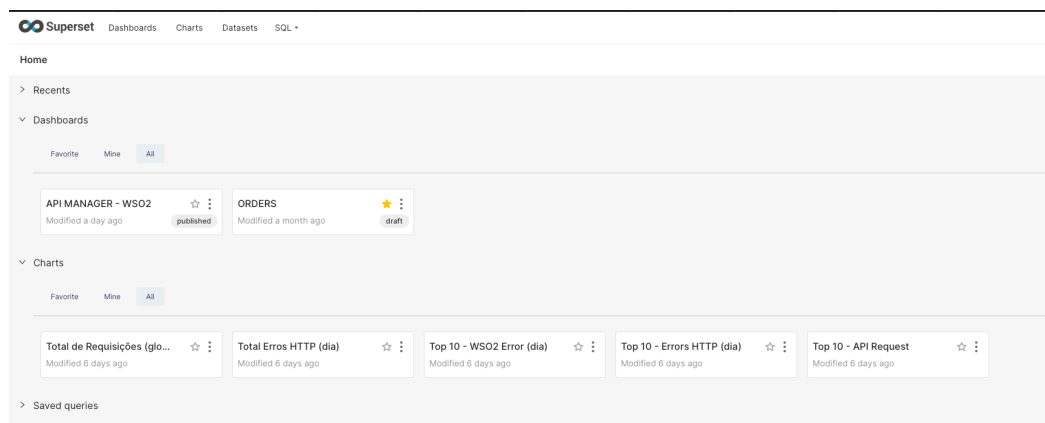 Superset Dashboards Charts Datasets SQL
Home
Recents
Dashboards
Favorite Mine All
API MANAGER - WSO2
Modified a day ago published
ORDERS
Modified a month ago draft
Charts
Favorite Mine All
Total de Requisições (glo...
Modified 6 days ago
Total Erros HTTP (dia)
Modified 6 days ago
Top 10 - WSO2 Error (dia)
Modified 6 days ago
Top 10 - Errors HTTP (dia)
Modified 6 days ago
Top 10 - API Request
Modified 6 days ago
Saved queries